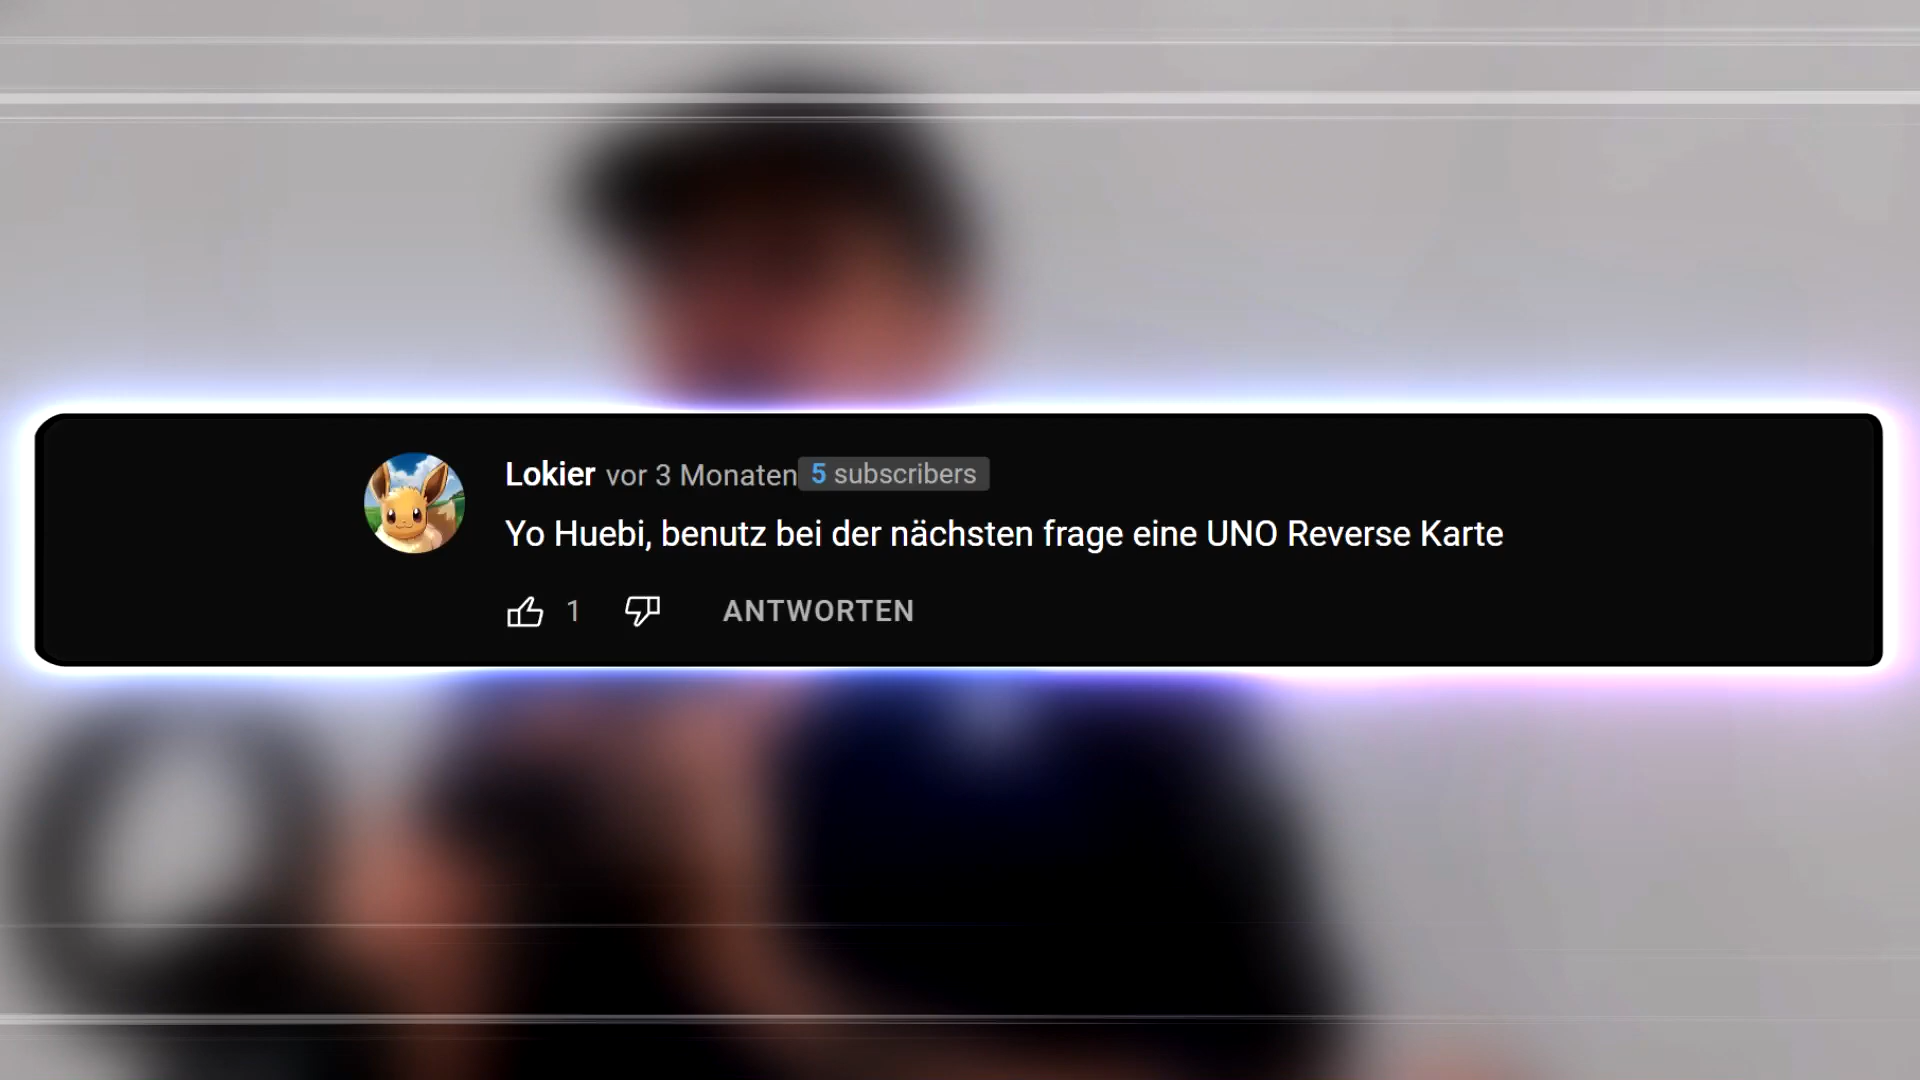 Lokier vor 3 Monaten 5 subscribers
Yo Huebi, benutz bei der nächsten frage eine UNO Reverse Karte
1 ANTWORTEN